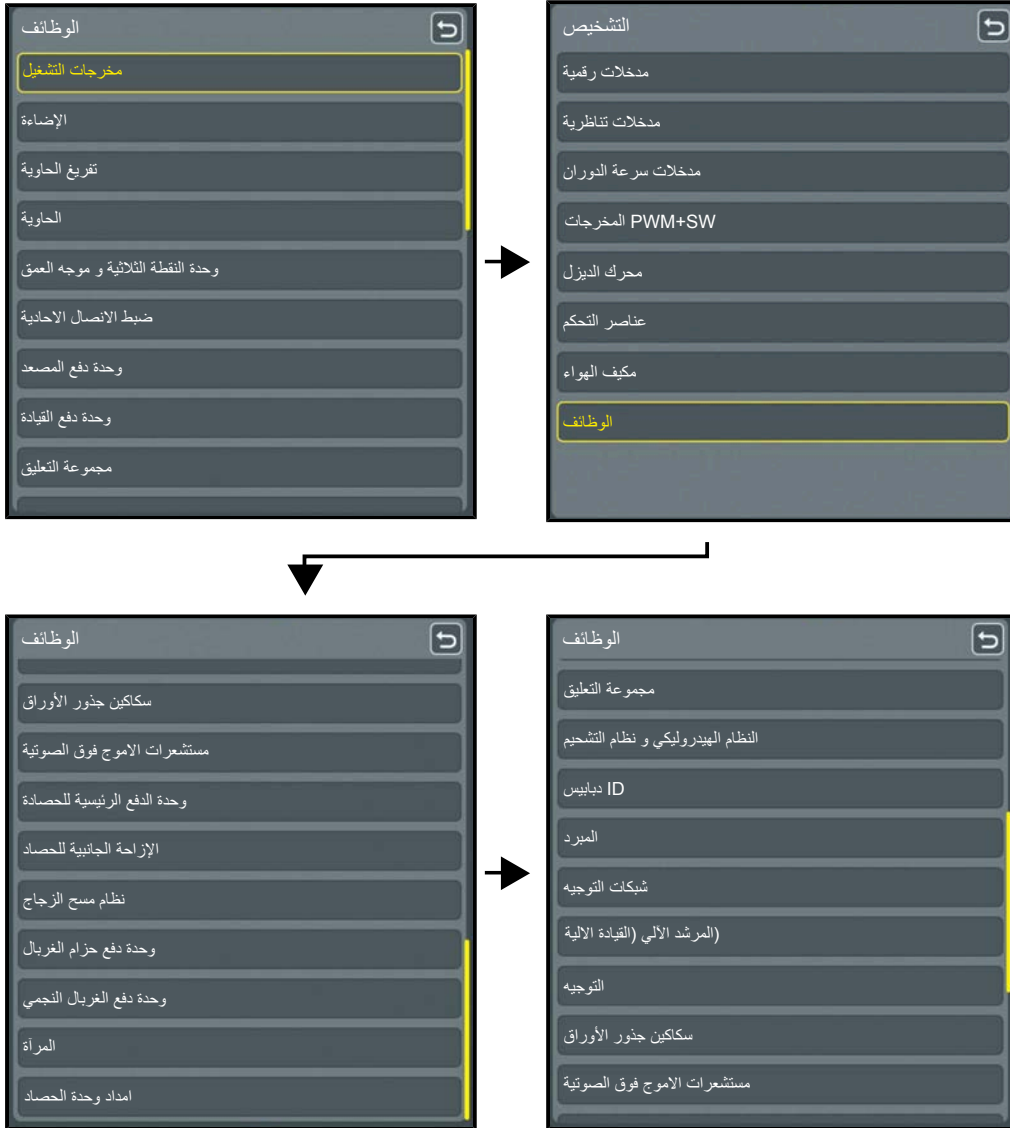 الوظائف
مخرجات التشغيل
الإضاءة
تفريغ الحاوية
الحاوية
وحدة النقطة الثلاثية و موجه العمق
ضبط الاتصال الاحادية
وحدة دفع المصعد
وحدة دفع القيادة
مجموعة التعليق
التشخيص
مدخلات رقمية
مدخلات تناظرية
مدخلات سرعة الدوران
PWM+SW المخرجات
محرك الديزل
عناصر التحكم
مكيف الهواء
الوظائف
الوظائف
سكاكين جذور الأوراق
مستشعرات الاموج فوق الصوتية
وحدة الدفع الرئيسية للحصادة
الإزاحة الجانبية للحصاد
نظام مسح الزجاج
وحدة دفع حزام الغربال
وحدة دفع الغربال النجمي
المرآة
امداد وحدة الحصاد
الوظائف
مجموعة التعليق
النظام الهيدروليكي و نظام التشحيم
ID دبابيس
المبرد
شبكات التوجيه
(المرشد الآلي (القيادة الالية
التوجيه
سكاكين جذور الأوراق
مستشعرات الاموج فوق الصوتية